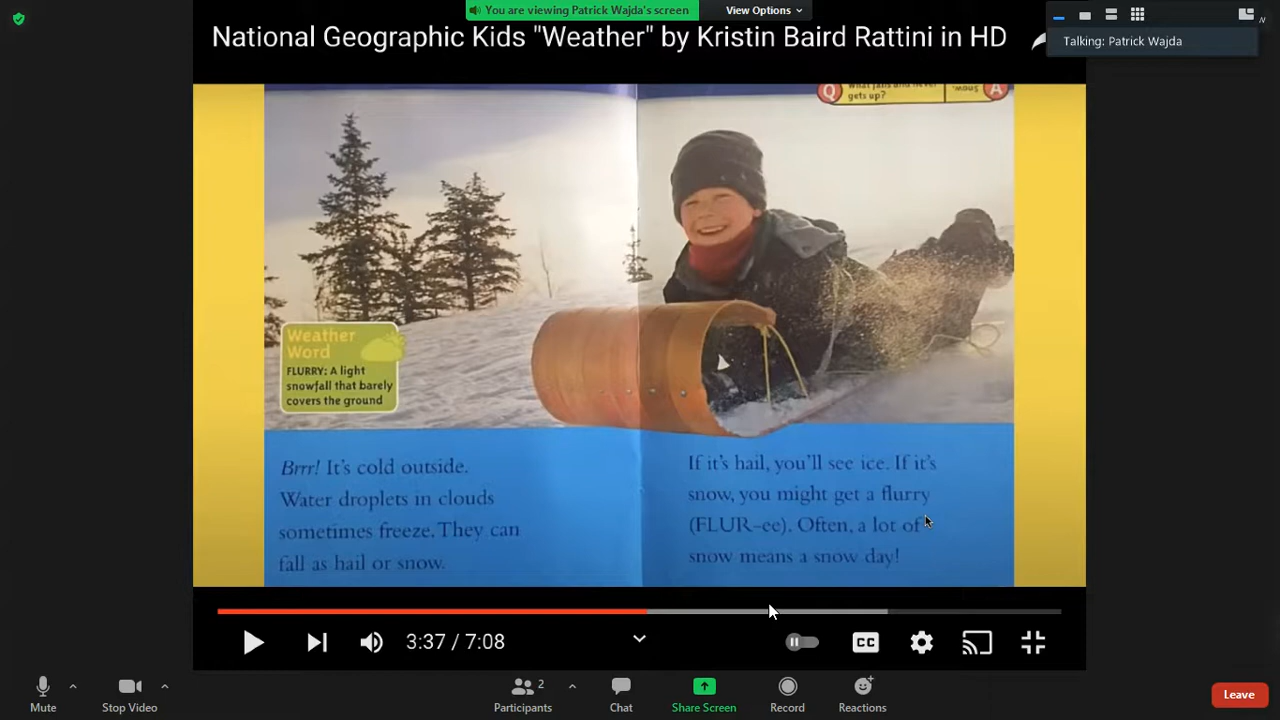 You are viewing Patrick Wajda's screen
View Options
Talking: Patrick Wajda
National Geographic Kids "Weather" by Kristin Baird Rattini in HD
Q
gets up?
A
Weather
Word
FLURRY: A light
snowfall that barely
covers the ground
Brrr! It's cold outside.
Water droplets in clouds
sometimes freeze. They can
fall as hail or snow.
If it's hail, you'll see ice. If it's
snow, you might get a flurry
(FLUR-ee). Often, a lot of
snow means a snow day!
3:37 / 7:08
CC
Mute
Stop Video
2
Participants
Chat
Share Screen
Record
Reactions
Leave